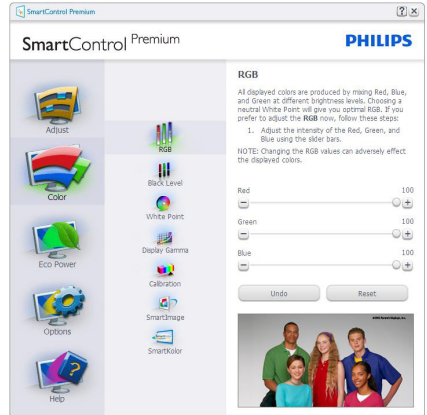 SmartControl Premium
SmartControl Premium
PHILIPS
Adjust
Color
Eco Power
Options
Help
RGB
Black Level
White Point
Display Gamma
Calibration
SmartImage
SmartKolor
RGB
All displayed colors are produced by mixing Red, Blue,
and Green at different brightness levels. Choosing a
neutral White Point will give you optimal RGB. If you
prefer to adjust the RGB now, follow these steps:
1. Adjust the intensity of the Red, Green, and
Blue using the slider bars.
NOTE: Changing the RGB values can adversely effect
the displayed colors.
Red 100
Green 100
Blue 100
Undo Reset